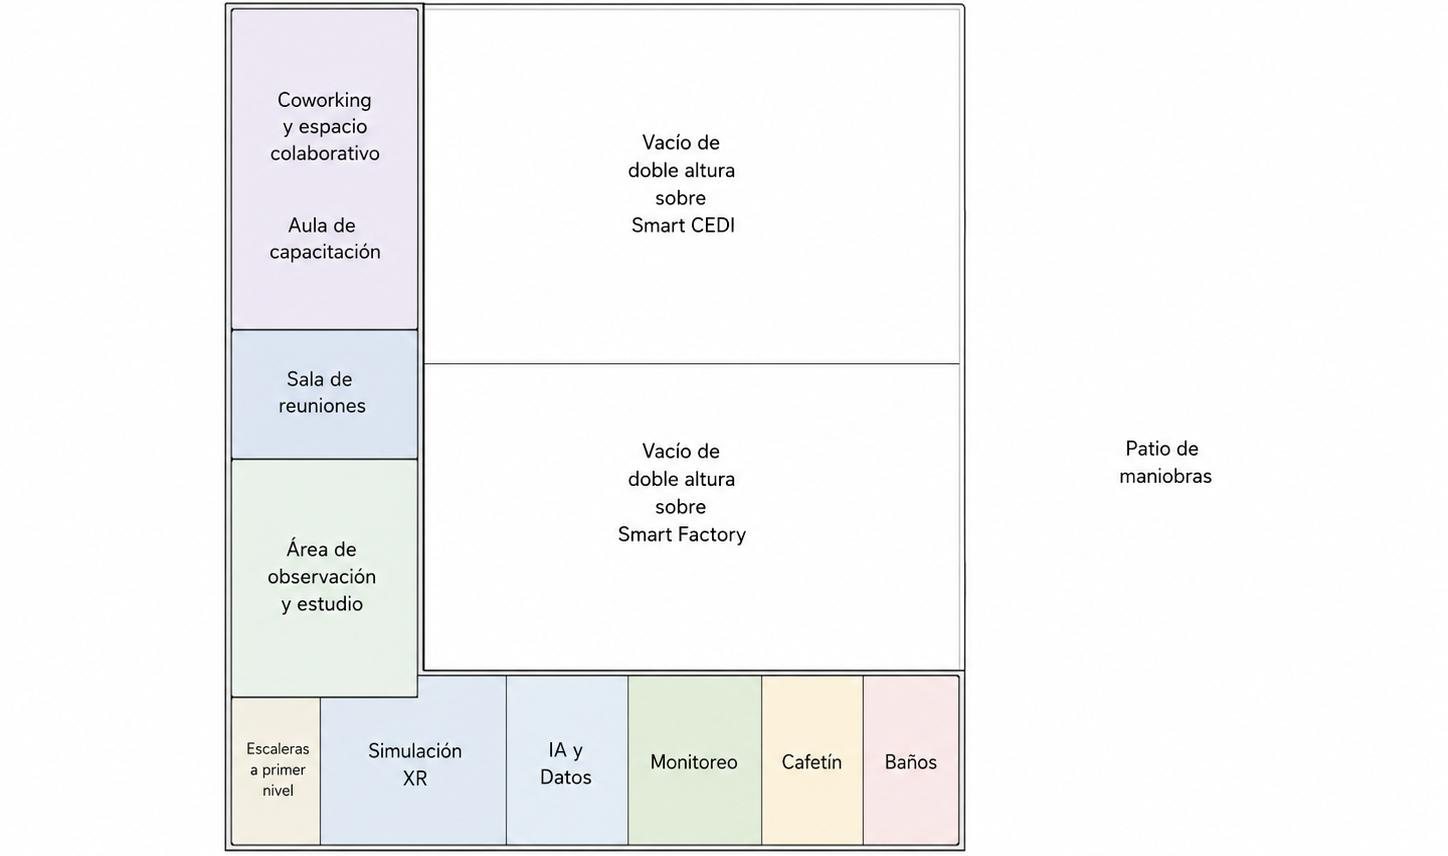 Coworking
y espacio
colaborativo
Aula de
capacitación
Sala de
reuniones
Área de
observación
y estudio
Vacío de
doble altura
sobre
Smart CEDI
Vacío de
doble altura
sobre
Smart Factory
Patio de
maniobras
Escaleras
a primer
nivel
Simulación
XR
IA y
Datos
Monitoreo
Cafetín
Baños